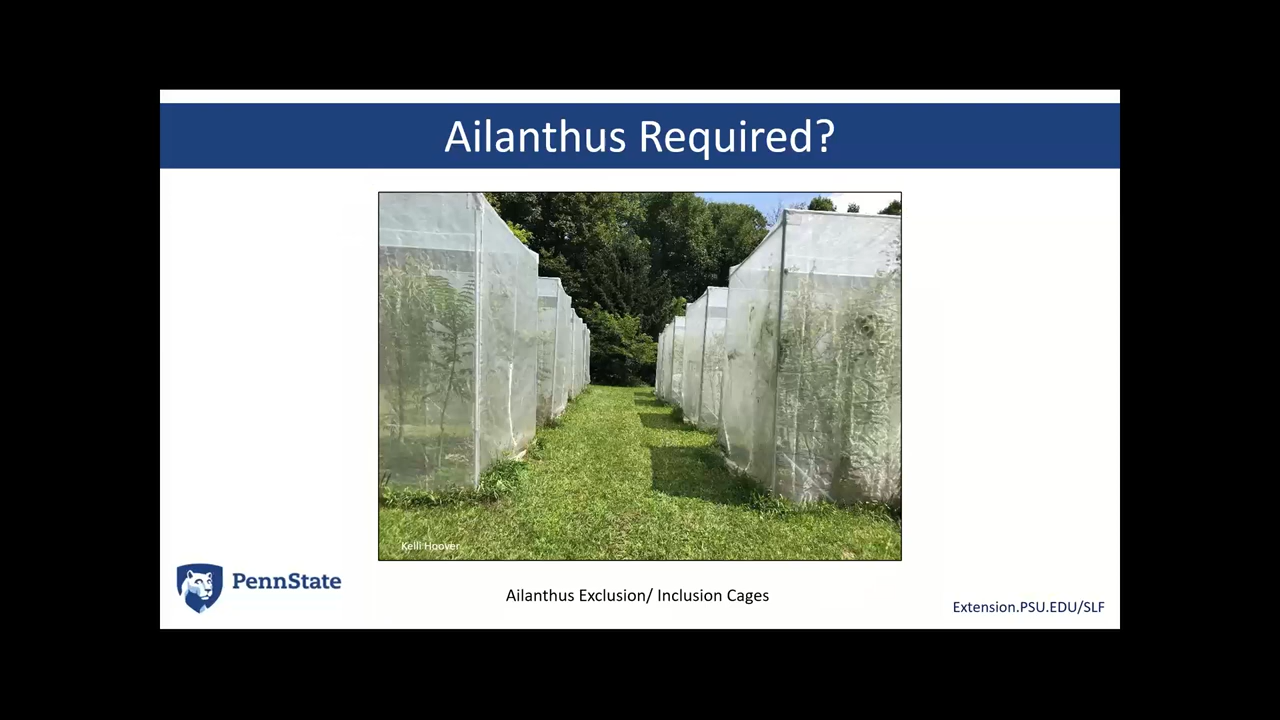 Ailanthus Required?
Kelli Hoover
PennState
Ailanthus Exclusion/ Inclusion Cages
Extension.PSU.EDU/SLF